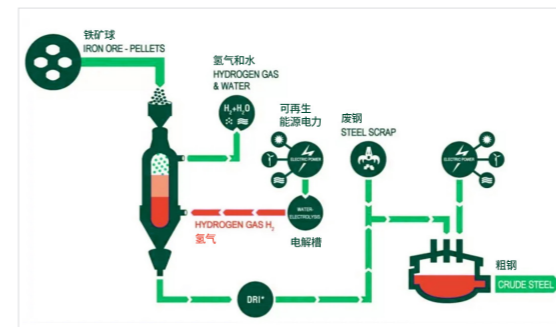 铁矿球
IRON ORE - PELLETS
氢气和水
HYDROGEN GAS
& WATER
H₂+H₂O
可再生
能源电力
ELECTRIC POWER
废钢
STEEL SCRAP
ELECTRIC POWER
WATER-
ELECTROLYSIS
HYDROGEN GAS H₂
氢气
电解槽
粗钢
CRUDE STEEL
DRI*